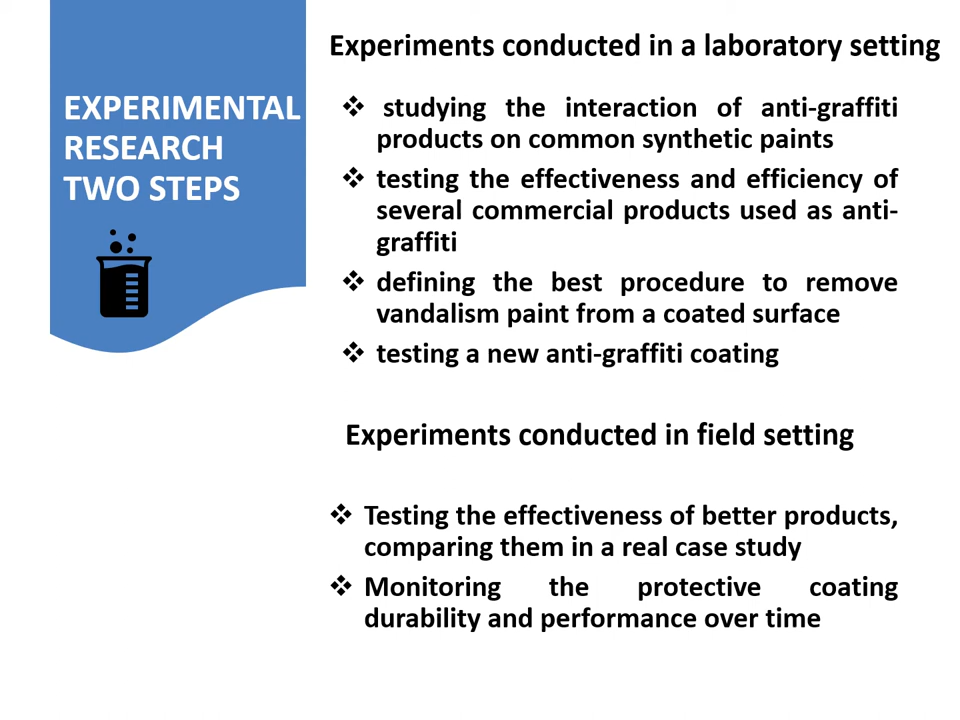 EXPERIMENTAL
RESEARCH
TWO STEPS
Experiments conducted in a laboratory setting
❖ studying the interaction of anti-graffiti
products on common synthetic paints
❖ testing the effectiveness and efficiency of
several commercial products used as anti-
graffiti
❖ defining the best procedure to remove
vandalism paint from a coated surface
❖ testing a new anti-graffiti coating
Experiments conducted in field setting
❖ Testing the effectiveness of better products,
comparing them in a real case study
❖ Monitoring the protective coating
durability and performance over time